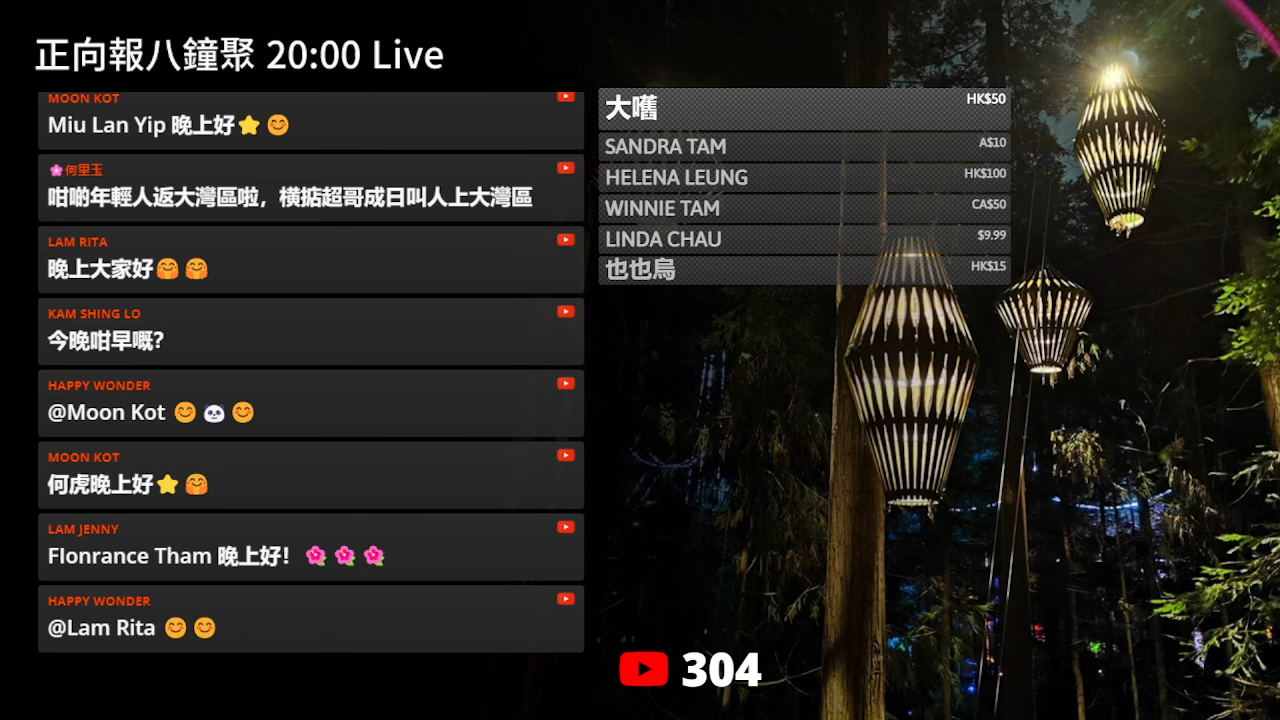 正向報八鐘聚 20:00 Live
MOON KOT
Miu Lan Yip 晚上好⭐😊
🌸何里玉
咁啲年輕人返大灣區啦，橫掂超哥成日叫人上大灣區
LAM RITA
晚上大家好🤗🤗
KAM SHING LO
今晚咁早嘅?
HAPPY WONDER
@Moon Kot 😊🐼😊
MOON KOT
何虎晚上好⭐🤗
LAM JENNY
Flonrance Tham 晚上好！🌺🌺🌺
HAPPY WONDER
@Lam Rita 😊😊
大嚿 HK$50
SANDRA TAM A$10
HELENA LEUNG HK$100
WINNIE TAM CA$50
LINDA CHAU $9.99
也也烏 HK$15
304